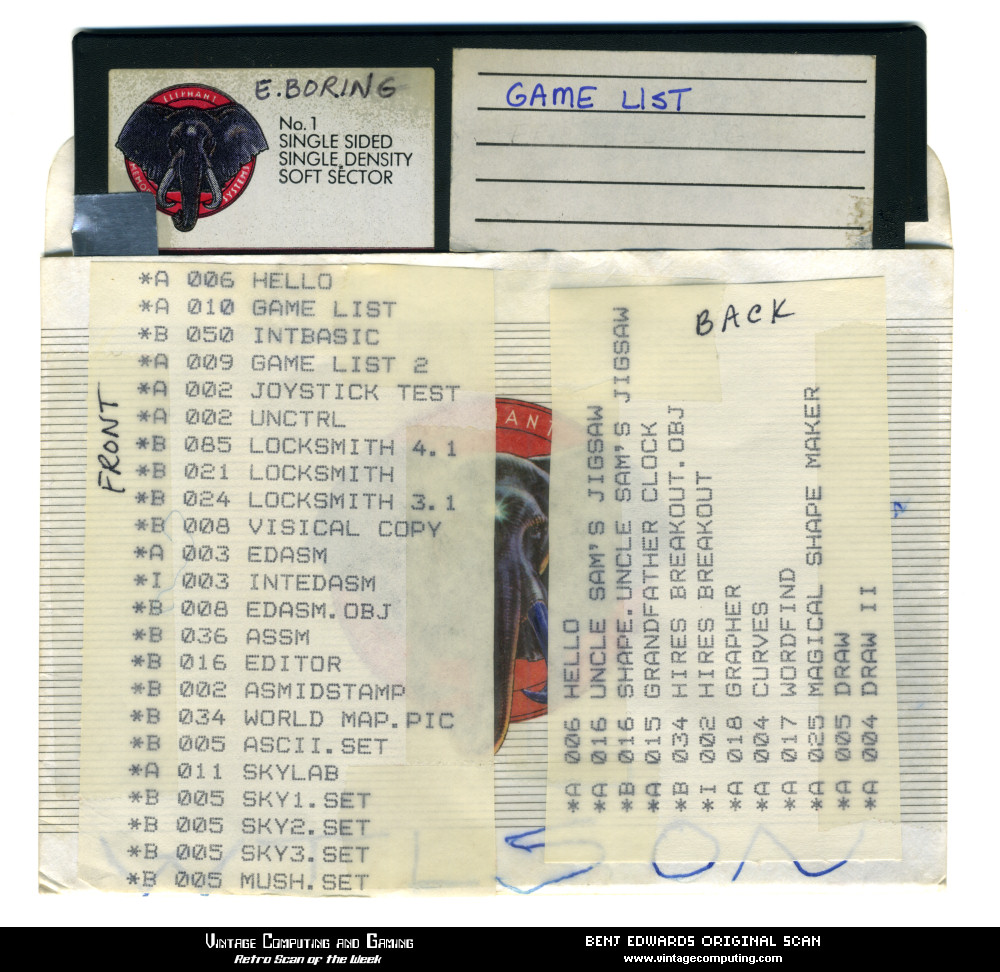 ELEPHANT
MEMORY SYSTEMS
E.BORING
No. 1
SINGLE SIDED
SINGLE DENSITY
SOFT SECTOR
GAME LIST
FRONT
*A 006 HELLO
*A 010 GAME LIST
*B 050 INTBASIC
*A 009 GAME LIST 2
*A 002 JOYSTICK TEST
*A 002 UNCTRL
*B 085 LOCKSMITH 4.1
*B 021 LOCKSMITH
*B 024 LOCKSMITH 3.1
*B 008 VISICAL COPY
*A 003 EDASM
*I 003 INTEDASM
*B 008 EDASM.OBJ
*B 036 ASSM
*B 016 EDITOR
*B 002 ASMIDSTAMP
*B 034 WORLD MAP.PIC
*B 005 ASCII.SET
*A 011 SKYLAB
*B 005 SKY1.SET
*B 005 SKY2.SET
*B 005 SKY3.SET
*B 005 MUSH.SET
ANT
BACK
*A 006 HELLO
*A 016 UNCLE SAM'S JIGSAW
*B 016 SHAPE.UNCLE SAM'S JIGSAW
*A 015 GRANDFATHER CLOCK
*B 034 HIRES BREAKOUT.OBJ
*I 002 HIRES BREAKOUT
*A 018 GRAPHER
*A 004 CURVES
*A 017 WORDFIND
*A 025 MAGICAL SHAPE MAKER
*A 005 DRAW
*A 004 DRAW II
Vintage Computing and Gaming
Retro Scan of the Week
BENJ EDWARDS ORIGINAL SCAN
www.vintagecomputing.com